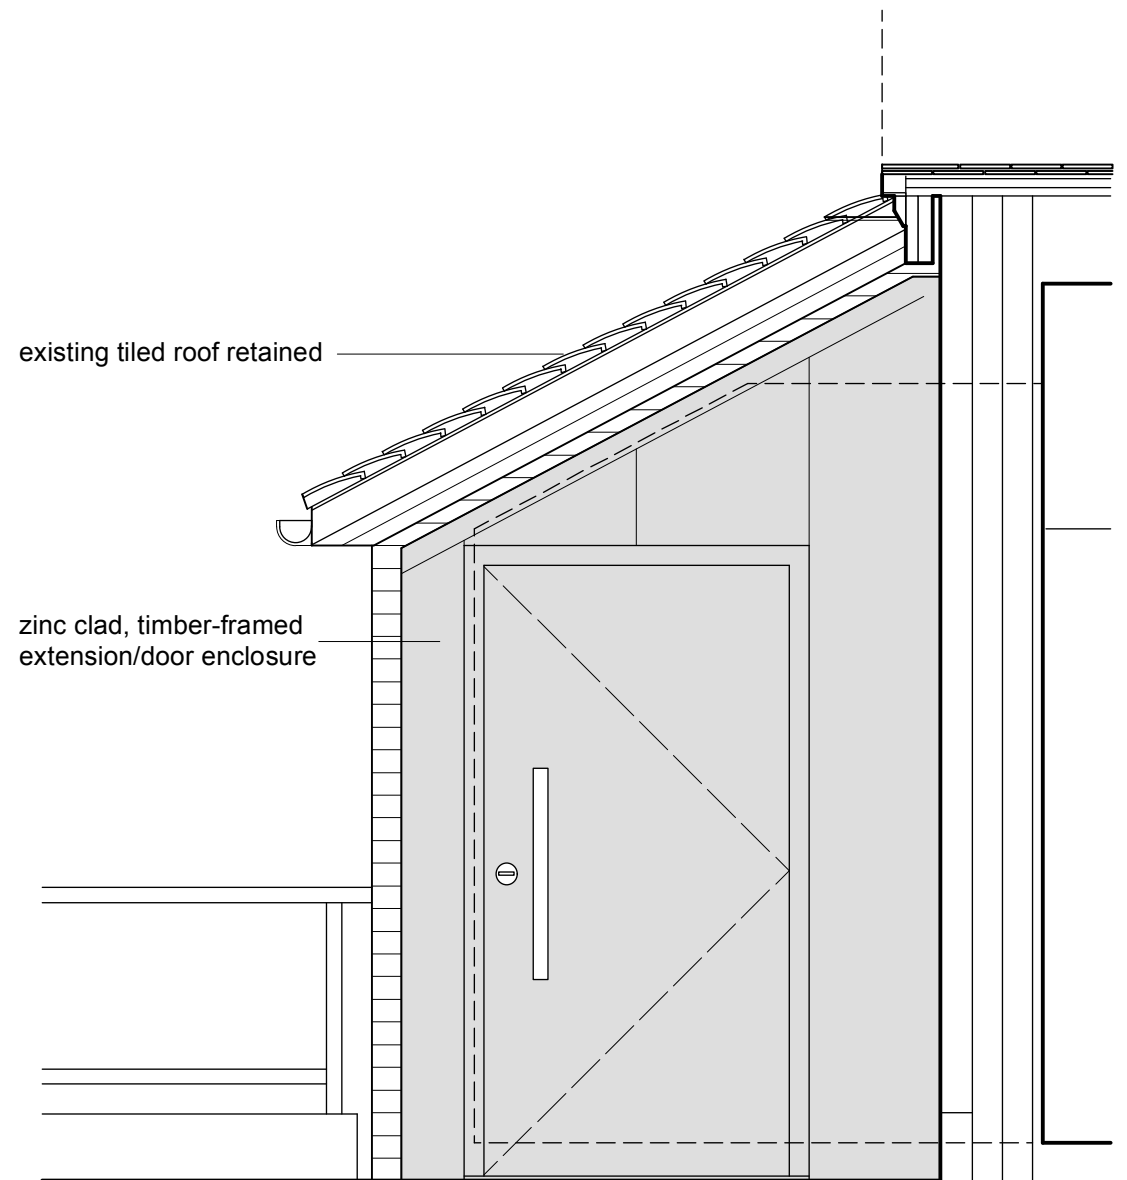 existing tiled roof retained
zinc clad, timber-framed
extension/door enclosure